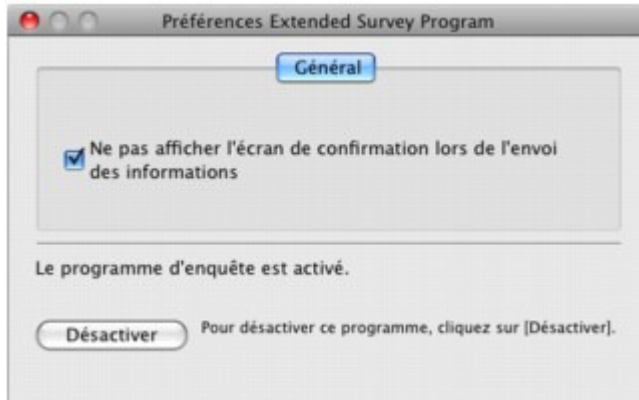 Préférences Extended Survey Program
Général
Ne pas afficher l'écran de confirmation lors de l'envoi
des informations
Le programme d'enquête est activé.
Désactiver
Pour désactiver ce programme, cliquez sur [Désactiver].